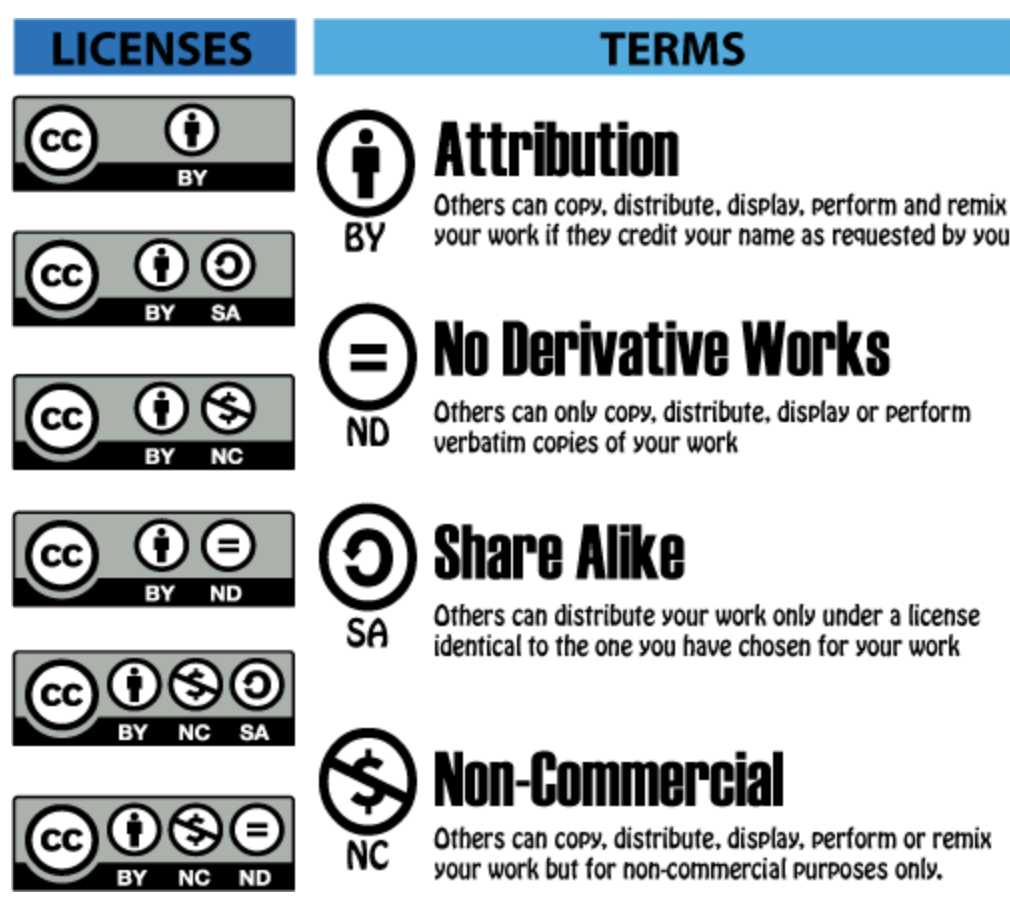 LICENSES
cc
BY
cc
BY SA
cc
BY NC
cc
BY ND
cc
BY NC SA
cc
BY NC ND
TERMS
BY
Attribution
Others can copy, distribute, display, perform and remix
your work if they credit your name as requested by you
ND
No Derivative Works
Others can only copy, distribute, display or perform
verbatim copies of your work
SA
Share Alike
Others can distribute your work only under a license
identical to the one you have chosen for your work
NC
Non-Commercial
Others can copy, distribute, display, perform or remix
your work but for non-commercial purposes only.